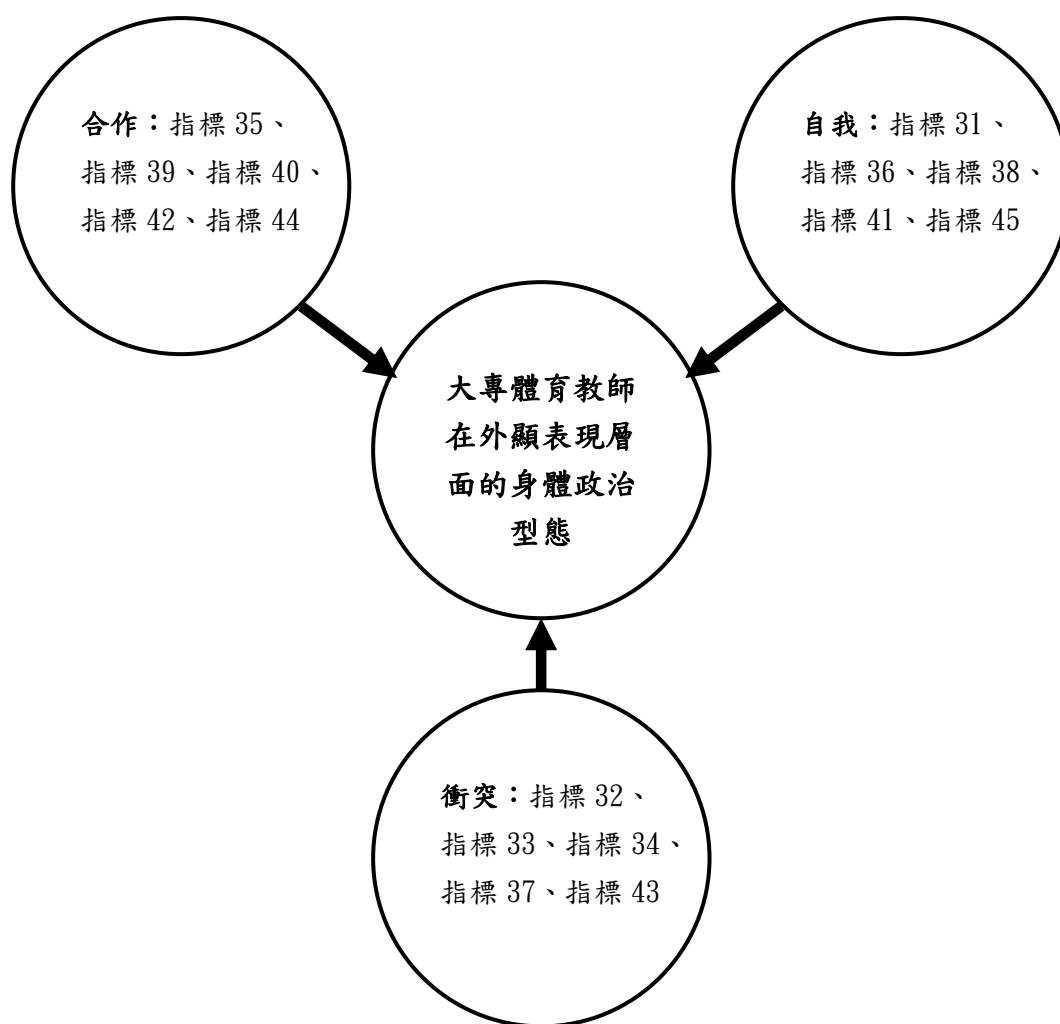 合作：指標 35、
指標 39、指標 40、
指標 42、指標 44
自我：指標 31、
指標 36、指標 38、
指標 41、指標 45
大專體育教師
在外顯表現層
面的身體政治
型態
衝突：指標 32、
指標 33、指標 34、
指標 37、指標 43